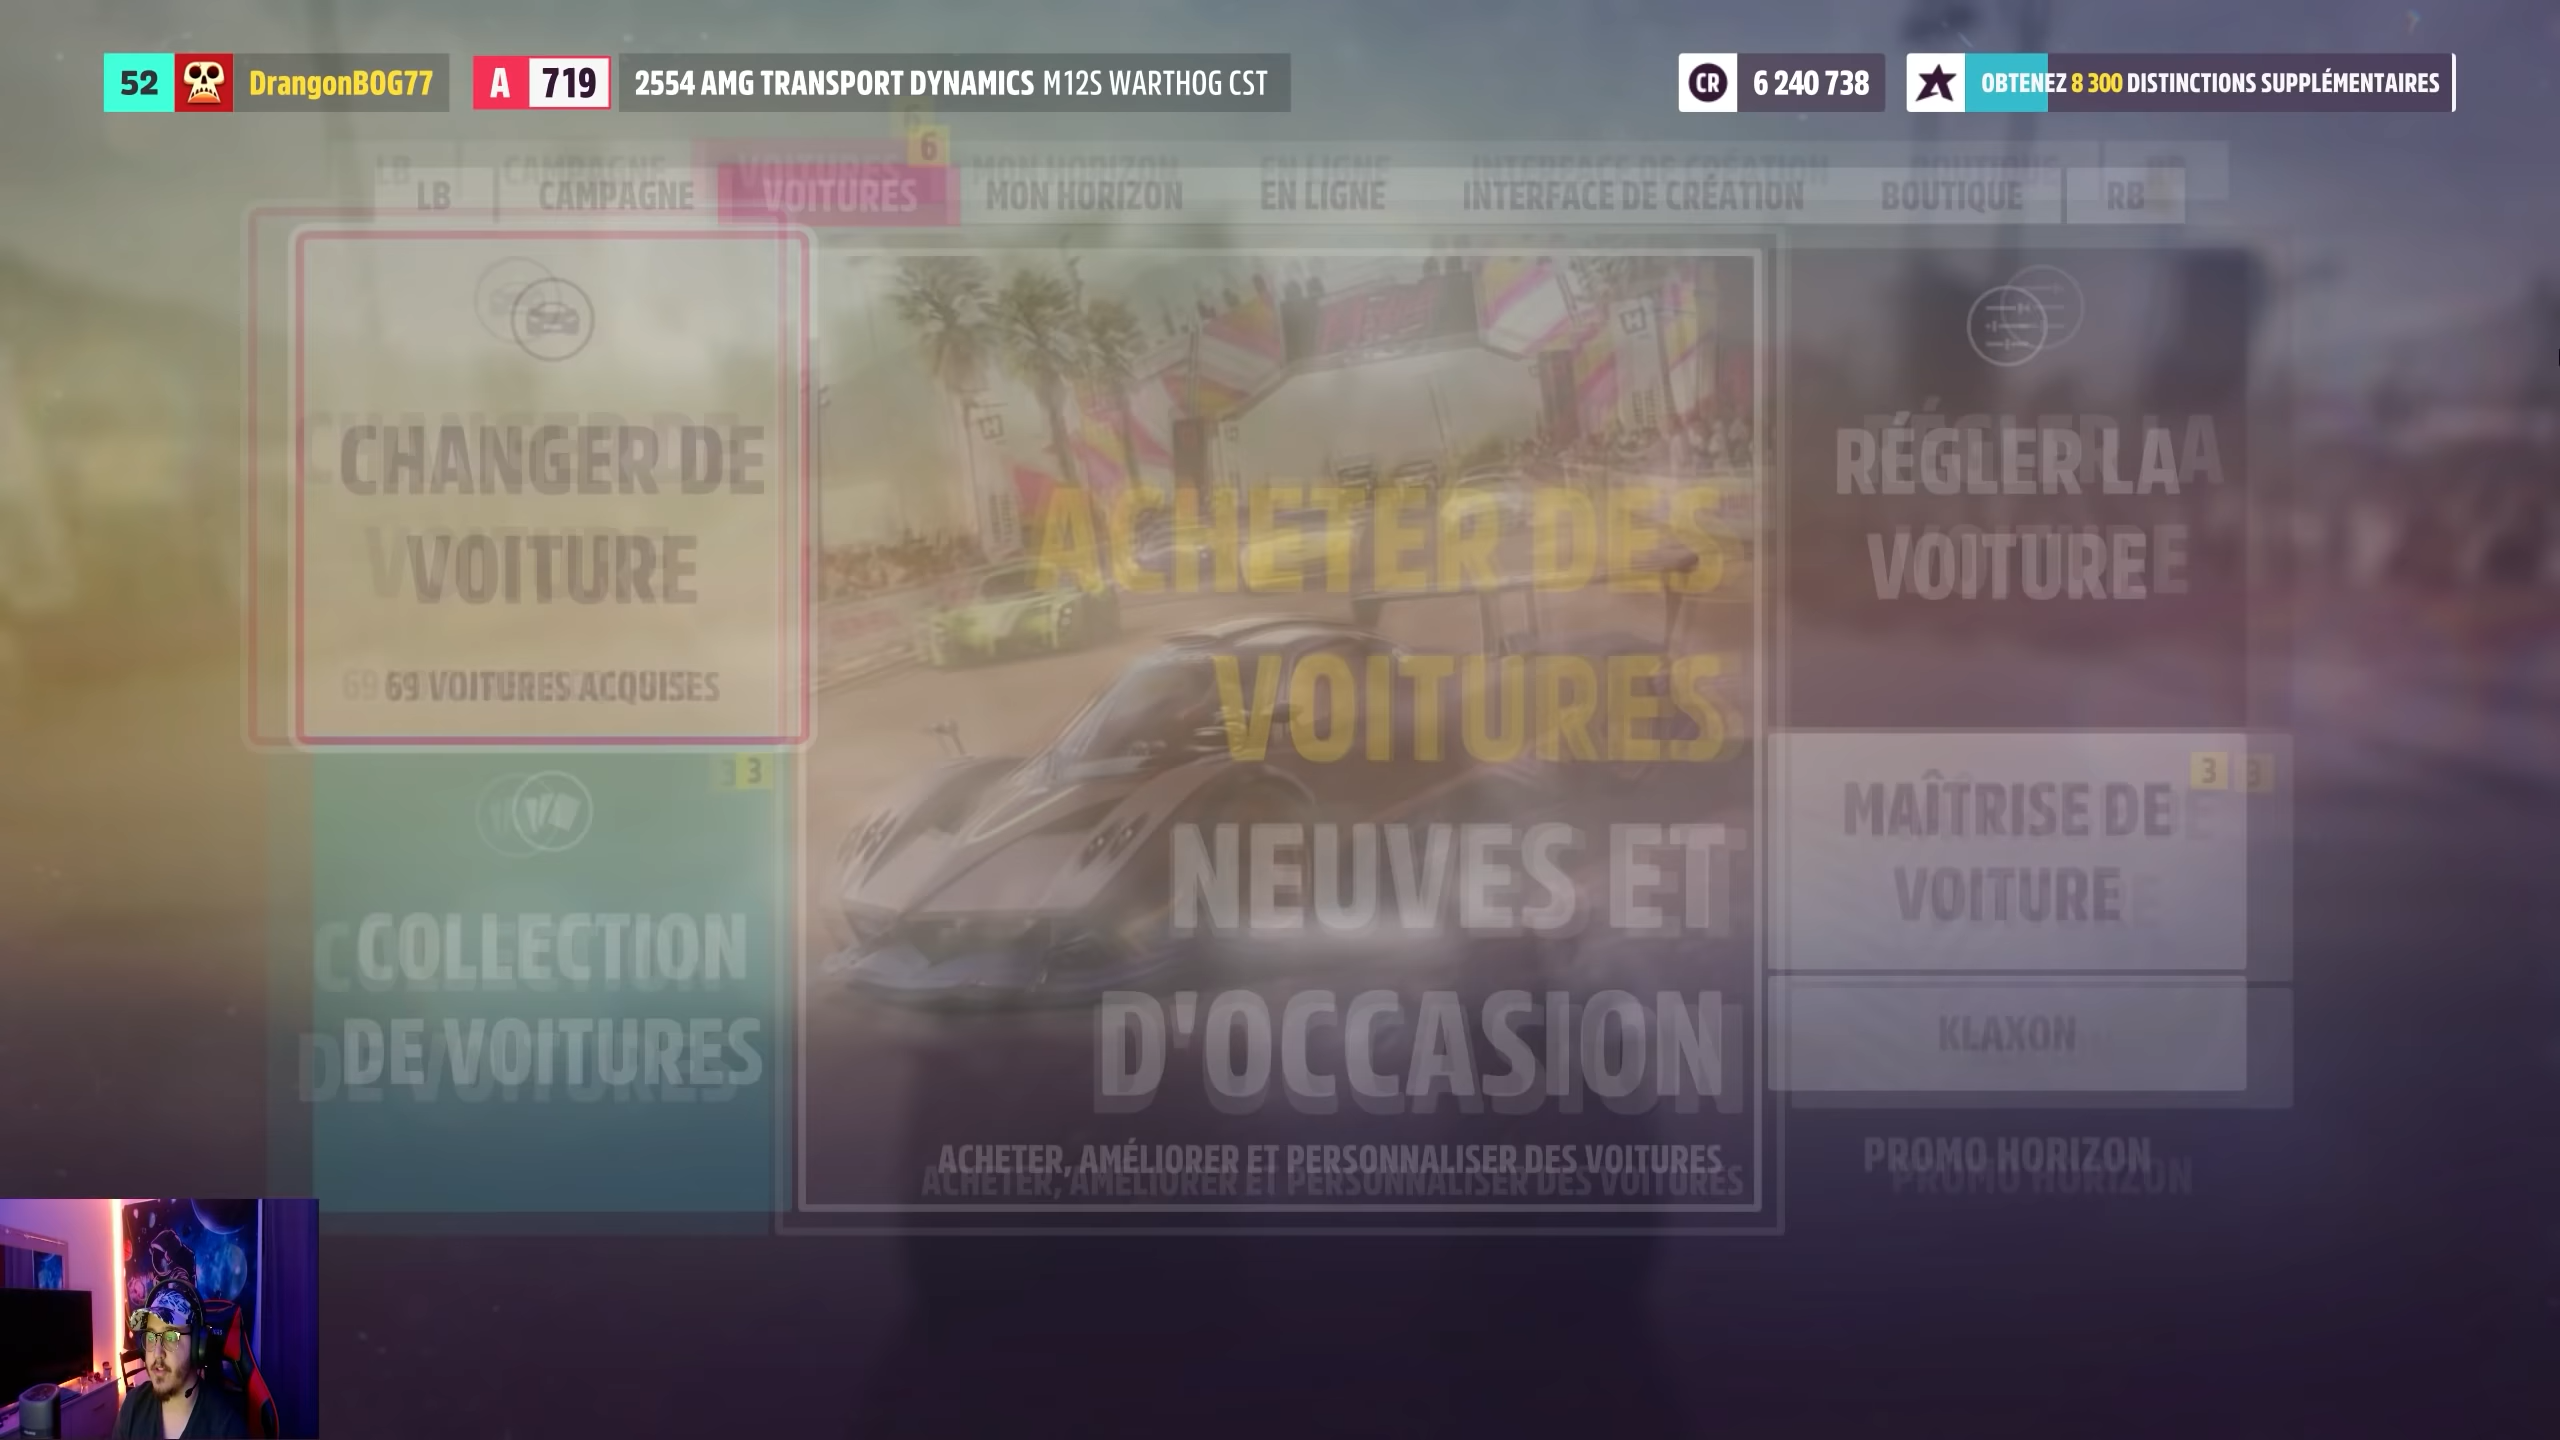 52 DrangonBOG77 A 719 2554 AMG TRANSPORT DYNAMICS M12S WARTHOG CST CR 6 240 738 OBTENEZ 8 300 DISTINCTIONS SUPPLÉMENTAIRES
6
LB CAMPAGNE VOITURES MON HORIZON EN LIGNE INTERFACE DE CRÉATION BOUTIQUE RB
CHANGER DE
VOITURE
69 VOITURES ACQUISES
3
COLLECTION
DE VOITURES
ACHETER DES
VOITURES
NEUVES ET
D'OCCASION
ACHETER, AMÉLIORER ET PERSONNALISER DES VOITURES
RÉGLER LA
VOITURE
3
MAÎTRISE DE
VOITURE
KLAXON
PROMO HORIZON